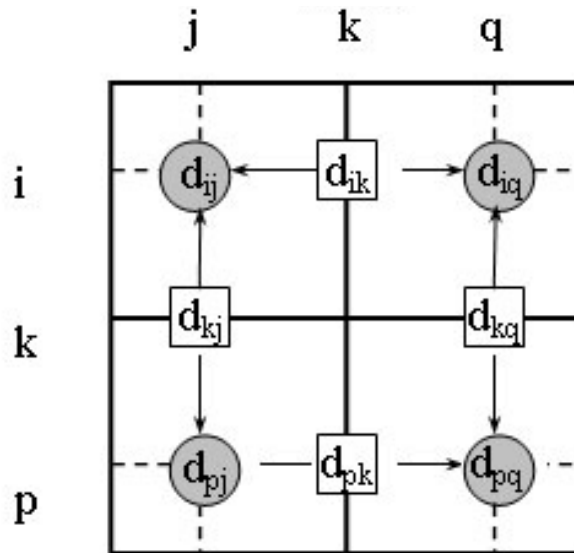 j k q
i d_ij d_ik d_iq
k d_kj d_kq
p d_pj d_pk d_pq